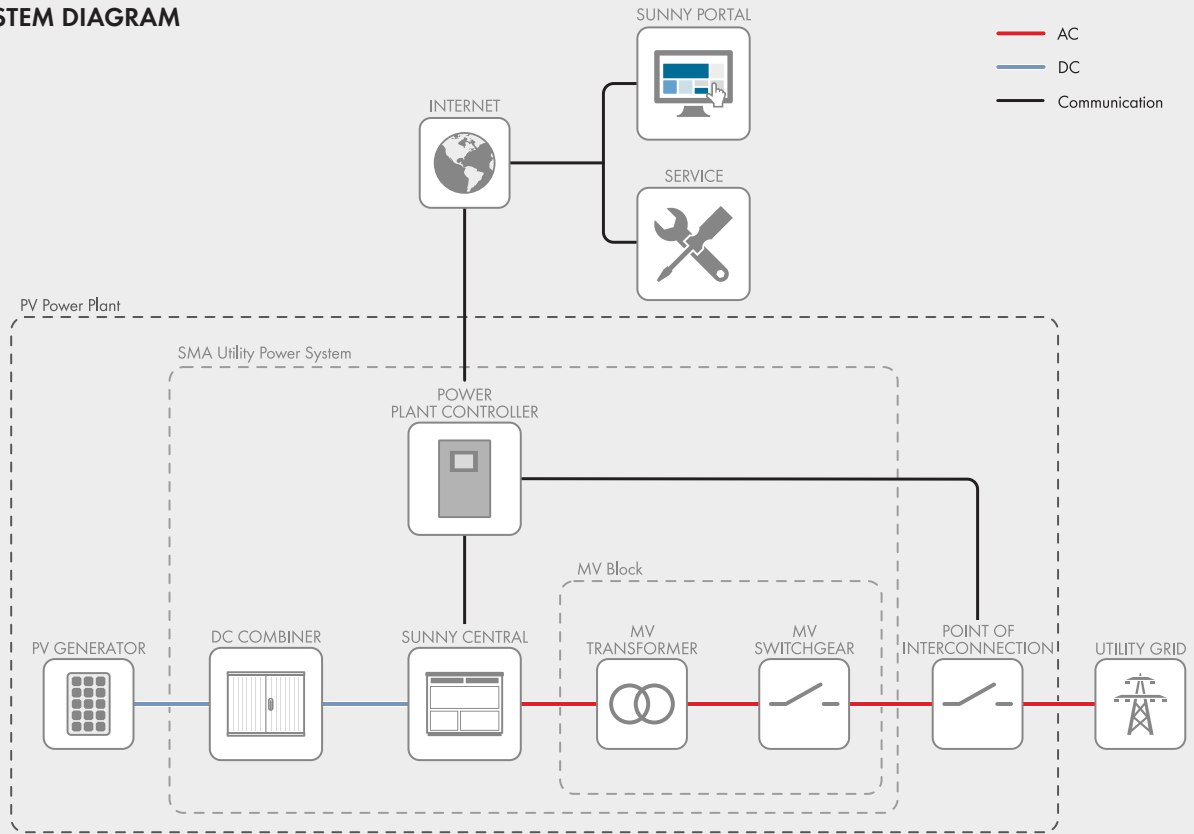 STEM DIAGRAM
SUNNY PORTAL
AC
DC
Communication
INTERNET
SERVICE
PV Power Plant
SMA Utility Power System
POWER
PLANT CONTROLLER
MV Block
PV GENERATOR
DC COMBINER
SUNNY CENTRAL
MV
TRANSFORMER
MV
SWITCHGEAR
POINT OF
INTERCONNECTION
UTILITY GRID